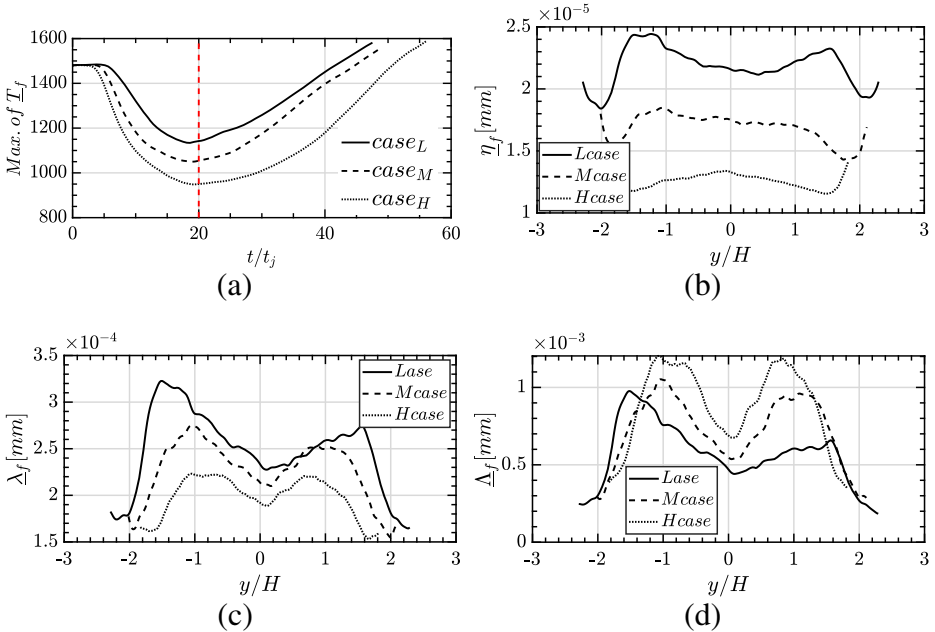 1600
1400
1200
1000
800
Max. of T_f
case_L
case_M
case_H
0 20 40 60
t/t_j
(a)
×10⁻⁵
2.5
2
1.5
1
η_f [mm]
Lcase
Mcase
Hcase
-3 -2 -1 0 1 2 3
y/H
(b)
×10⁻⁴
3.5
2.5
1.5
λ_f [mm]
Lase
Mcase
Hcase
-3 -2 -1 0 1 2 3
y/H
(c)
×10⁻³
1
0.5
0
Λ_f [mm]
Lase
Mcase
Hcase
-3 -2 -1 0 1 2 3
y/H
(d)